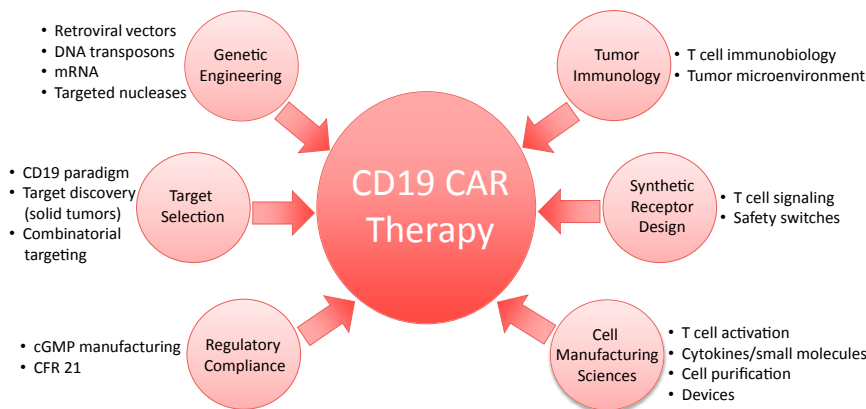 • Retroviral vectors
• DNA transposons
• mRNA
• Targeted nucleases
Genetic
Engineering
Tumor
Immunology
• T cell immunobiology
• Tumor microenvironment
• CD19 paradigm
• Target discovery
(solid tumors)
• Combinatorial
targeting
Target
Selection
CD19 CAR
Therapy
Synthetic
Receptor
Design
• T cell signaling
• Safety switches
• cGMP manufacturing
• CFR 21
Regulatory
Compliance
Cell
Manufacturing
Sciences
• T cell activation
• Cytokines/small molecules
• Cell purification
• Devices